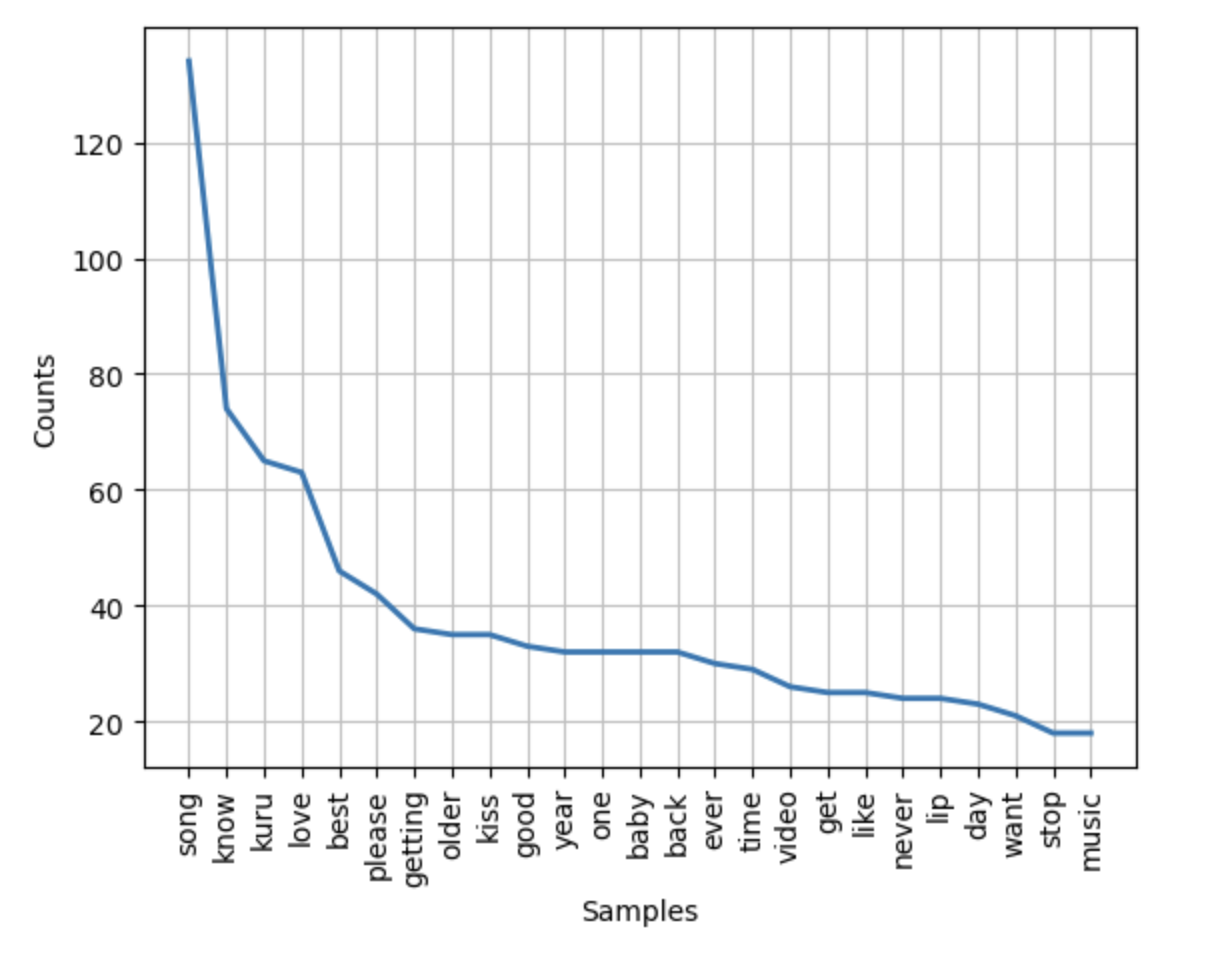 120
100
80
60
40
20
Counts
song
know
kuru
love
best
please
getting
older
kiss
good
year
one
baby
back
ever
time
video
get
like
never
lip
day
want
stop
music
Samples